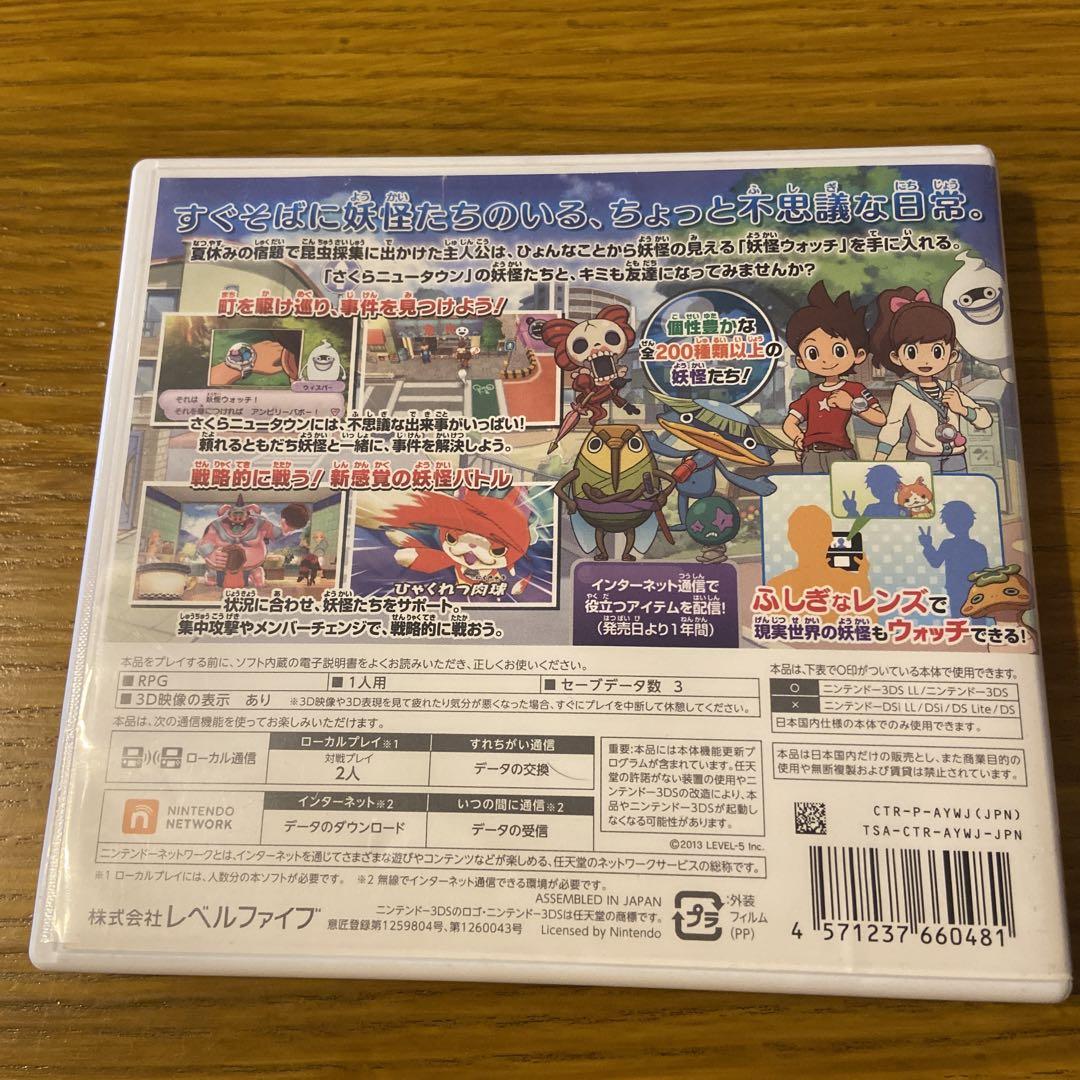 すぐそばに妖怪たちのいる、ちょっと不思議な日常。
夏休みの宿題で昆虫採集に出かけた主人公は、ひょんなことから妖怪の見える「妖怪ウォッチ」を手に入れる。
「さくらニュータウン」の妖怪たちと、キミも友達になってみませんか?
町を駆け巡り、事件を見つけよう!
ウィスパー
それは 妖怪ウォッチ!
それを腕につければ アンビリーバボー!
さくらニュータウンには、不思議な出来事がいっぱい!
頼れるともだち妖怪と一緒に、事件を解決しよう。
個性豊かな
全200種類以上の
妖怪たち!
戦略的に戦う! 新感覚の妖怪バトル
ひゃくれつ肉球
状況に合わせ、妖怪たちをサポート。
集中攻撃やメンバーチェンジで、戦略的に戦おう。
インターネット通信で
役立つアイテムを配信!
(発売日より1年間)
ふしぎなレンズで
現実世界の妖怪もウォッチできる!
本品をプレイする前に、ソフト内蔵の電子説明書をよくお読みいただき、正しくお使いください。
■RPG ■1人用 ■セーブデータ数 3
■3D映像の表示 あり ※3D映像や3D表現を見て疲れたり気分が悪くなった場合、すぐにプレイを中断して休憩してください。
本品は、次の通信機能を使ってお楽しみいただけます。
ローカル通信
ローカルプレイ※1
対戦プレイ
2人
すれちがい通信
データの交換
NINTENDO
NETWORK
インターネット※2
データのダウンロード
いつの間に通信※2
データの受信
重要:本品には本体機能更新プ
ログラムが含まれています。任天
堂の許諾がない装置の使用やニ
ンテンドー3DSの改造により、本
品やニンテンドー3DSが起動し
なくなる可能性があります。
©2013 LEVEL-5 Inc.
ニンテンドーネットワークとは、インターネットを通じてさまざまな遊びやコンテンツなどが楽しめる、任天堂のネットワークサービスの総称です。
※1 ローカルプレイには、人数分の本ソフトが必要です。 ※2 無線でインターネット通信できる環境が必要です。
株式会社レベルファイブ
ASSEMBLED IN JAPAN
ニンテンドー3DSのロゴ・ニンテンドー3DSは任天堂の商標です。
意匠登録第1259804号、第1260043号 Licensed by Nintendo
プラ
:外装
フィルム
(PP)
本品は、下表で○印がついている本体で使用できます。
○ ニンテンドー3DS LL/ニンテンドー3DS
× ニンテンドーDSi LL/DSi/DS Lite/DS
日本国内仕様の本体でのみ使用できます。
本品は日本国内だけの販売とし、また商業目的の
使用や無断複製および賃貸は禁止されています。
CTR-P-AYWJ(JPN)
TSA-CTR-AYWJ-JPN
4 571237 660481